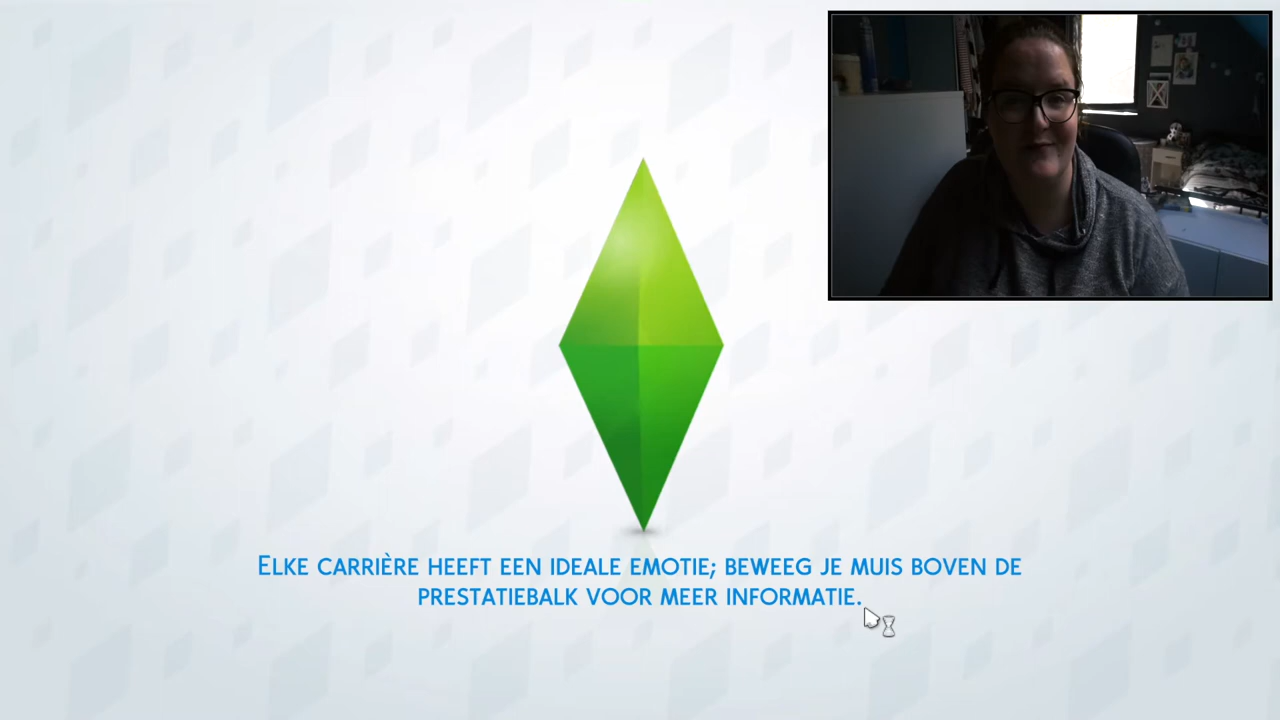 Elke carrière heeft een ideale emotie; beweeg je muis boven de
prestatiebalk voor meer informatie.